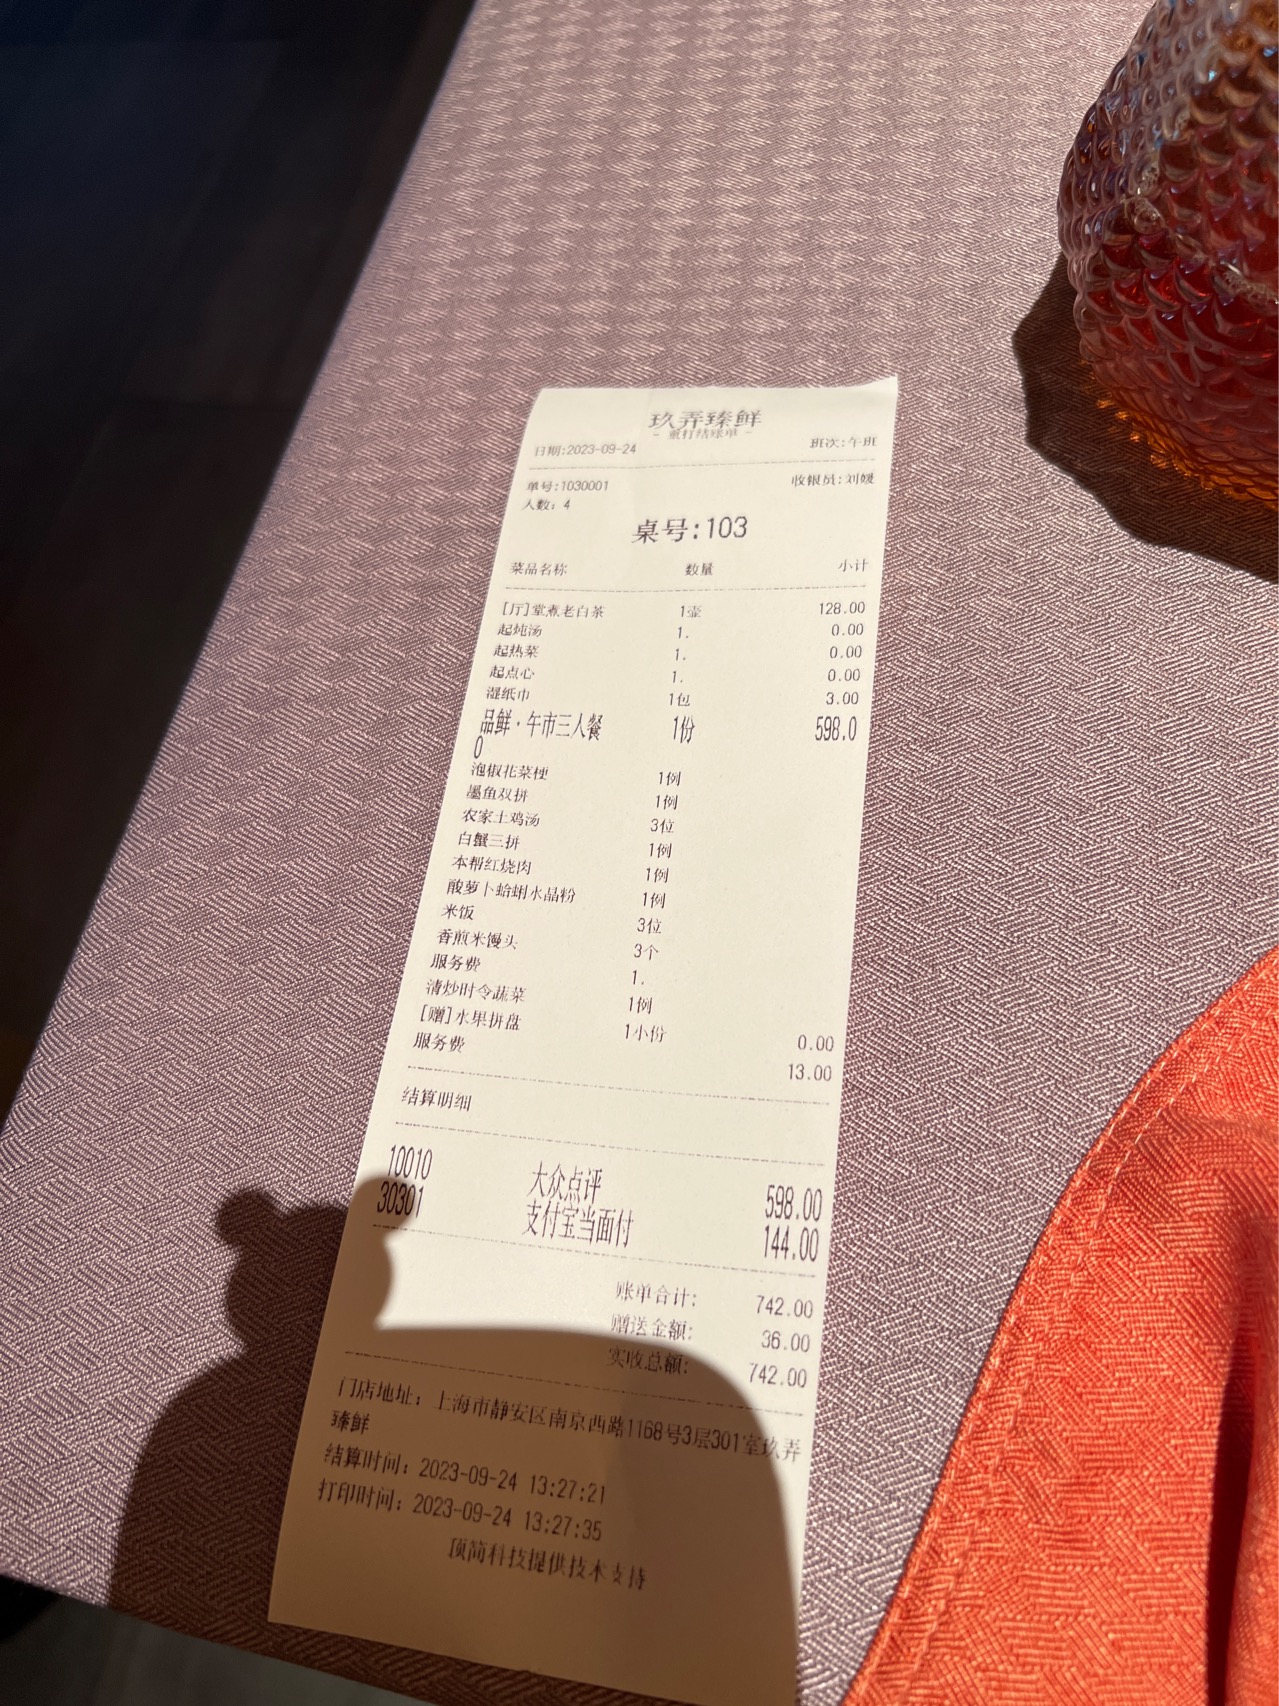 玖弄臻鲜
- 重打结账单 -
日期:2023-09-24 班次:午班
单号:1030001 收银员:刘媛
人数: 4
桌号:103
菜品名称 数量 小计
[厅]堂煮老白茶 1壶 128.00
起炖汤 1. 0.00
起热菜 1. 0.00
起点心 1. 0.00
湿纸巾 1包 3.00
品鲜·午市三人餐 1份 598.0
0
泡椒花菜梗 1例
墨鱼双拼 1例
农家土鸡汤 3位
白蟹三拼 1例
本帮红烧肉 1例
酸萝卜蛤蜊水晶粉 1例
米饭 3位
香煎米馒头 3个
服务费 1.
清炒时令蔬菜 1例
[赠]水果拼盘 1小份 0.00
服务费 13.00
结算明细
10010 大众点评 598.00
30301 支付宝当面付 144.00
账单合计: 742.00
赠送金额: 36.00
实收总额: 742.00
门店地址: 上海市静安区南京西路1168号3层301室玖弄
臻鲜
结算时间: 2023-09-24 13:27:21
打印时间: 2023-09-24 13:27:35
顶简科技提供技术支持